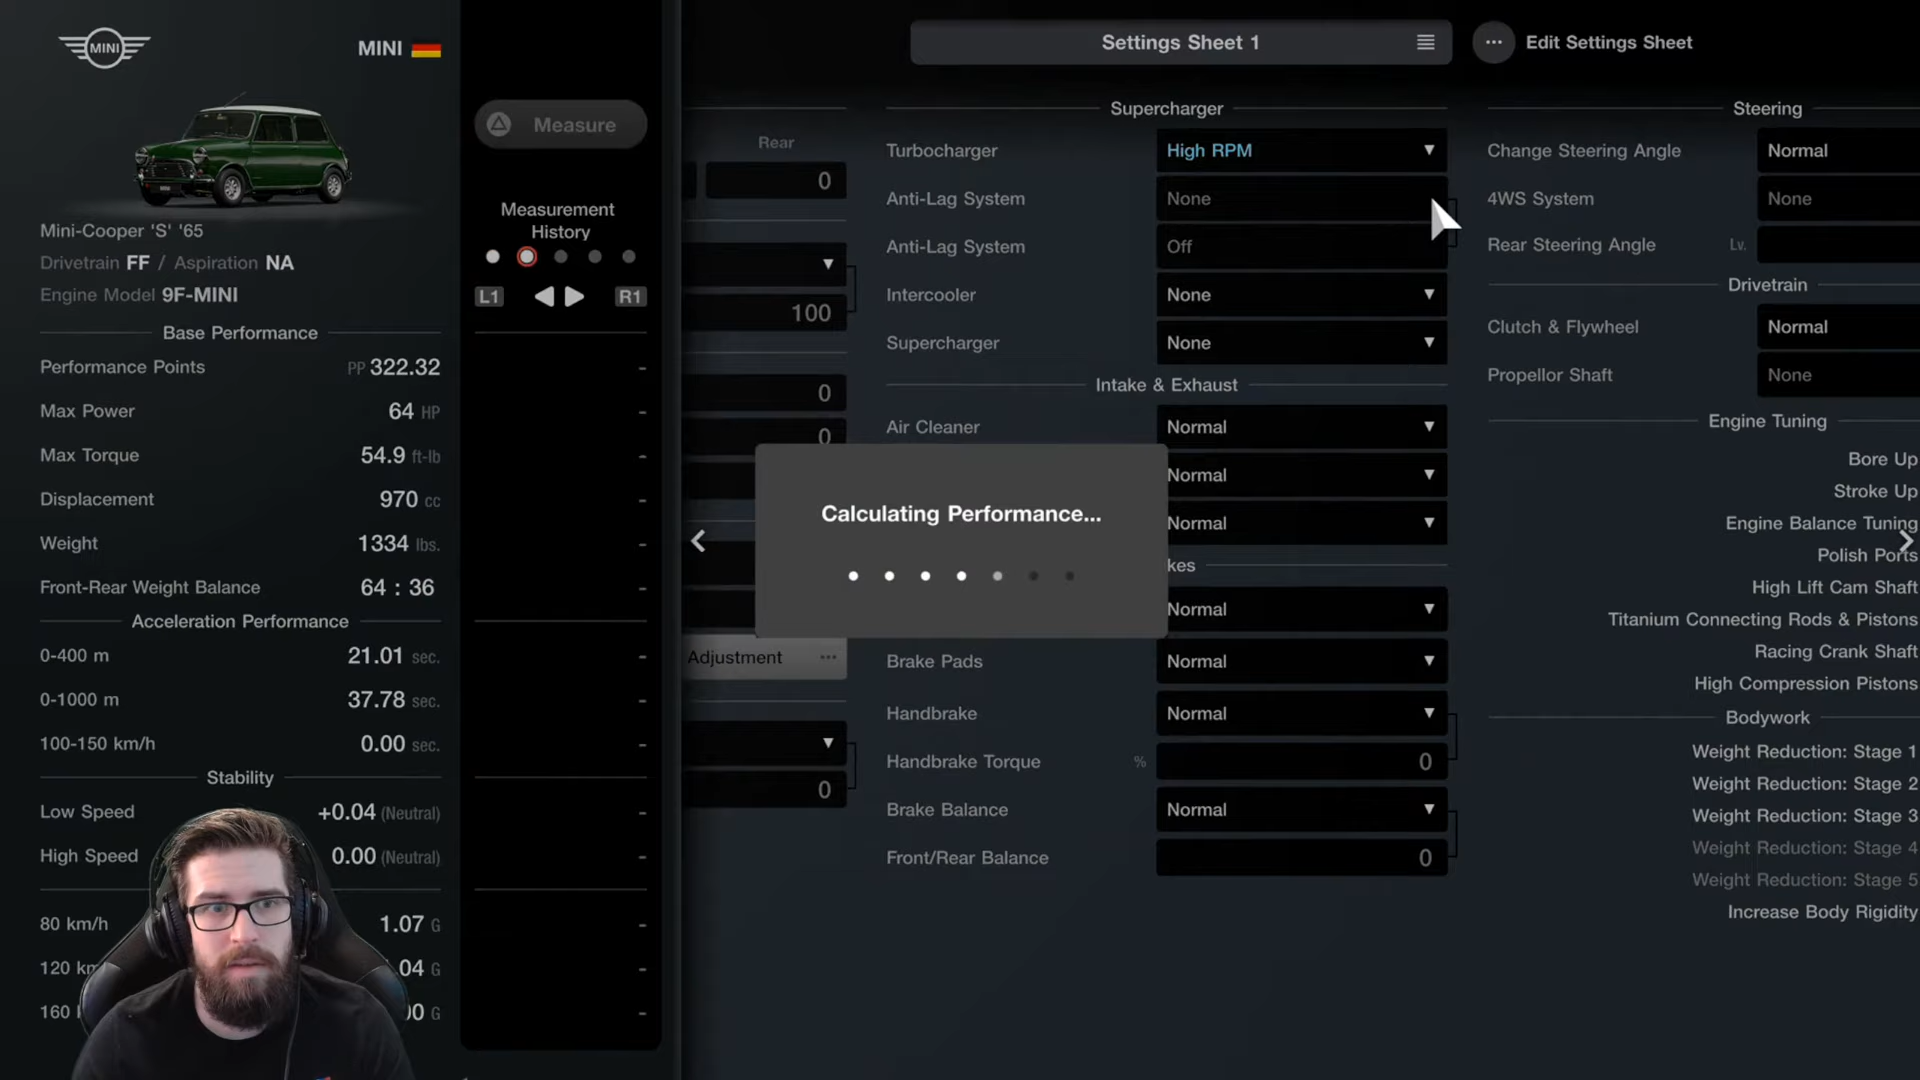 MINI
MINI
Mini-Cooper 'S' '65
Drivetrain FF / Aspiration NA
Engine Model 9F-MINI
Base Performance
Performance Points PP 322.32
Max Power 64 HP
Max Torque 54.9 ft-lb
Displacement 970 cc
Weight 1334 lbs.
Front-Rear Weight Balance 64 : 36
Acceleration Performance
0-400 m 21.01 sec.
0-1000 m 37.78 sec.
100-150 km/h 0.00 sec.
Stability
Low Speed +0.04 (Neutral)
High Speed 0.00 (Neutral)
80 km/h 1.07 G
120 km .04 G
160 00 G
Measure
Measurement
History
L1 R1
-
-
-
-
-
-
-
-
-
-
-
-
-
-
Rear
0
100
0
0
Adjustment ...
0
Settings Sheet 1
... Edit Settings Sheet
Supercharger
Turbocharger High RPM
Anti-Lag System None
Anti-Lag System Off
Intercooler None
Supercharger None
Intake & Exhaust
Air Cleaner Normal
Normal
Normal
kes
Normal
Brake Pads Normal
Handbrake Normal
Handbrake Torque % 0
Brake Balance Normal
Front/Rear Balance 0
Calculating Performance...
Steering
Change Steering Angle Normal
4WS System None
Rear Steering Angle Lv.
Drivetrain
Clutch & Flywheel Normal
Propellor Shaft None
Engine Tuning
Bore Up
Stroke Up
Engine Balance Tuning
Polish Ports
High Lift Cam Shaft
Titanium Connecting Rods & Pistons
Racing Crank Shaft
High Compression Pistons
Bodywork
Weight Reduction: Stage 1
Weight Reduction: Stage 2
Weight Reduction: Stage 3
Weight Reduction: Stage 4
Weight Reduction: Stage 5
Increase Body Rigidity